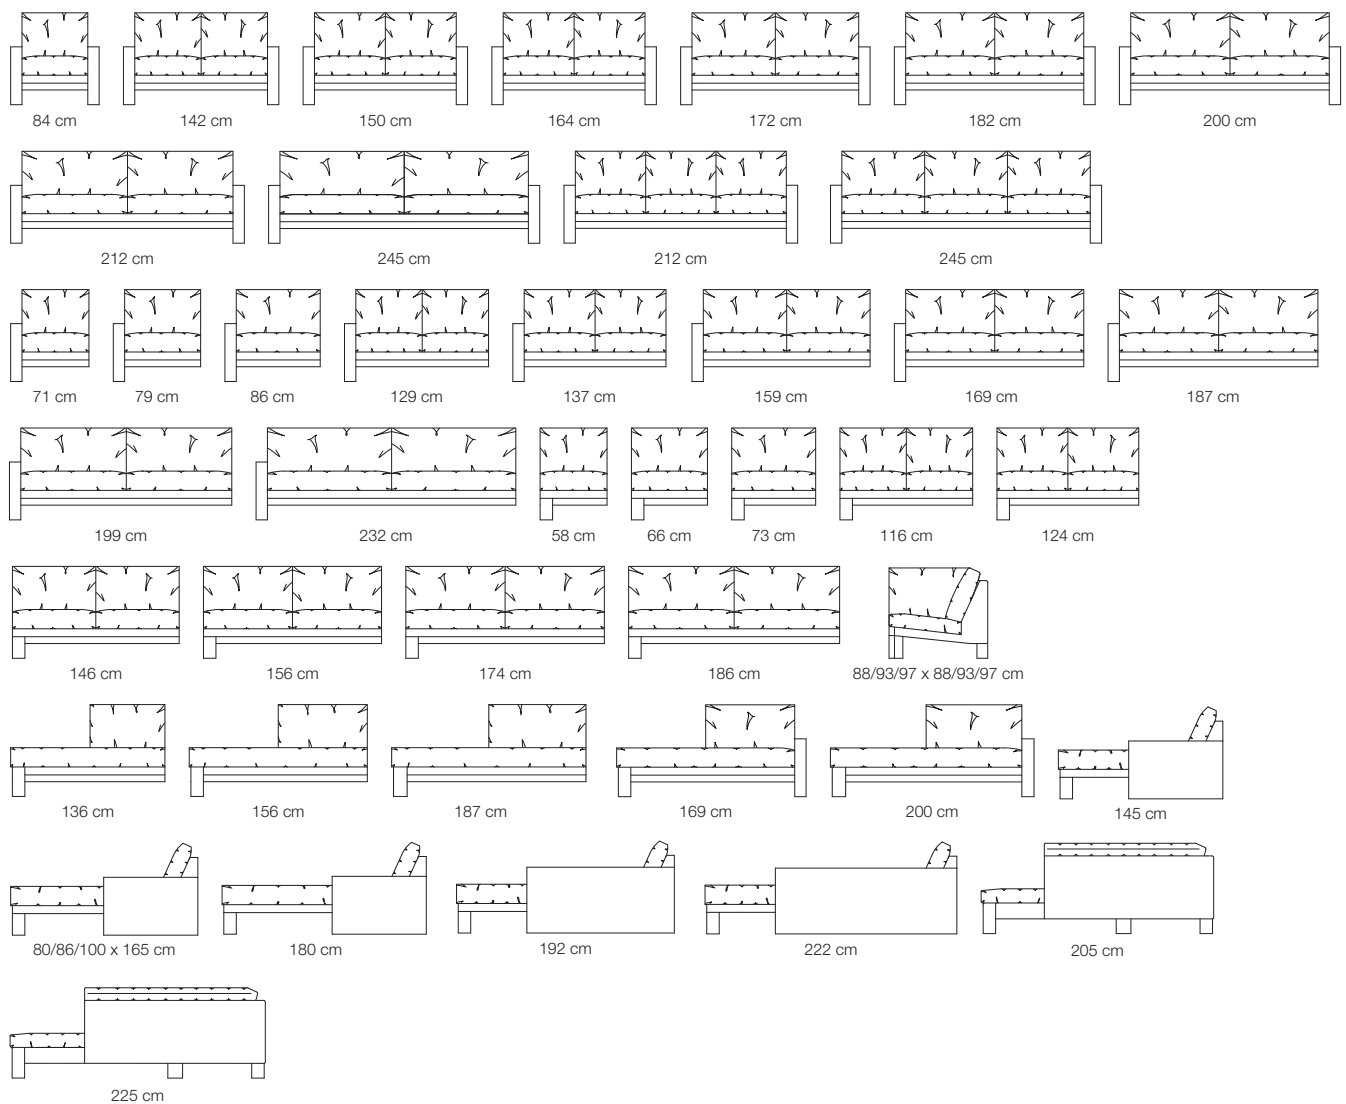 84 cm
142 cm
150 cm
164 cm
172 cm
182 cm
200 cm
212 cm
245 cm
212 cm
245 cm
71 cm
79 cm
86 cm
129 cm
137 cm
159 cm
169 cm
187 cm
199 cm
232 cm
58 cm
66 cm
73 cm
116 cm
124 cm
146 cm
156 cm
174 cm
186 cm
88/93/97 x 88/93/97 cm
136 cm
156 cm
187 cm
169 cm
200 cm
145 cm
80/86/100 x 165 cm
180 cm
192 cm
222 cm
205 cm
225 cm